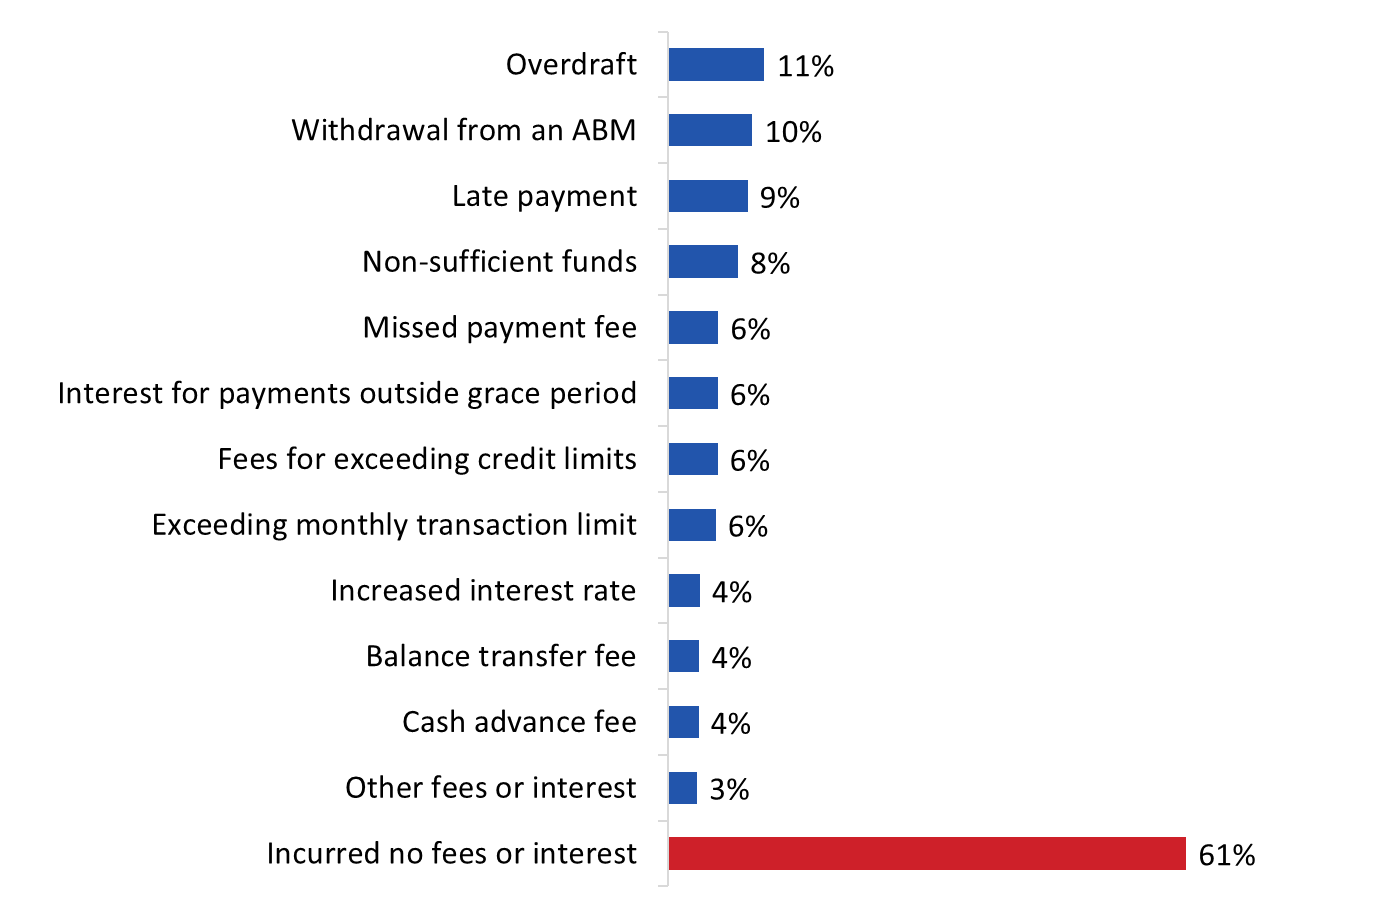 Overdraft 11%
Withdrawal from an ABM 10%
Late payment 9%
Non-sufficient funds 8%
Missed payment fee 6%
Interest for payments outside grace period 6%
Fees for exceeding credit limits 6%
Exceeding monthly transaction limit 6%
Increased interest rate 4%
Balance transfer fee 4%
Cash advance fee 4%
Other fees or interest 3%
Incurred no fees or interest 61%